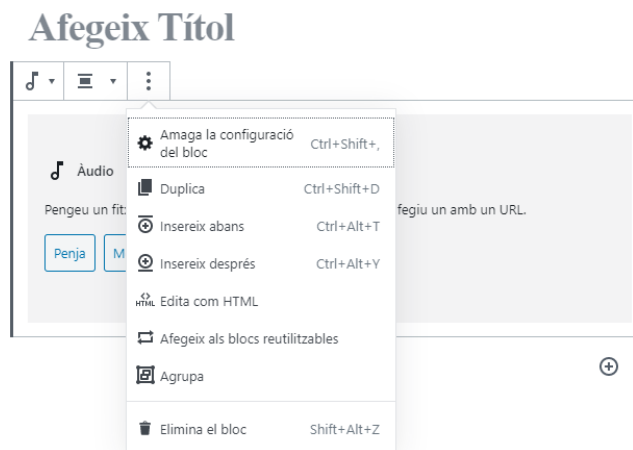 Afegeix Títol
Amaga la configuració
del bloc
Ctrl+Shift+,
Àudio
Duplica Ctrl+Shift+D
Pengeu un fit
fegiu un amb un URL.
Insereix abans Ctrl+Alt+T
Penja M
Insereix després Ctrl+Alt+Y
HTML Edita com HTML
Afegeix als blocs reutilitzables
Agrupa
Elimina el bloc Shift+Alt+Z